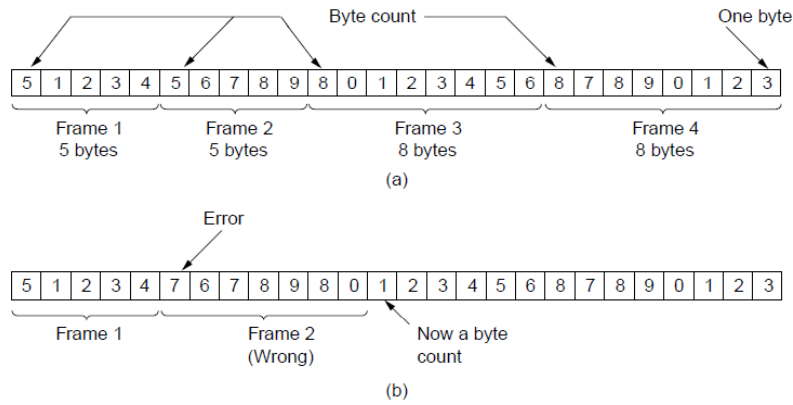 Byte count One byte
5 1 2 3 4 5 6 7 8 9 8 0 1 2 3 4 5 6 8 7 8 9 0 1 2 3
Frame 1 Frame 2 Frame 3 Frame 4
5 bytes 5 bytes 8 bytes 8 bytes
(a)
Error
5 1 2 3 4 7 6 7 8 9 8 0 1 2 3 4 5 6 8 7 8 9 0 1 2 3
Frame 1 Frame 2 Now a byte
(Wrong) count
(b)